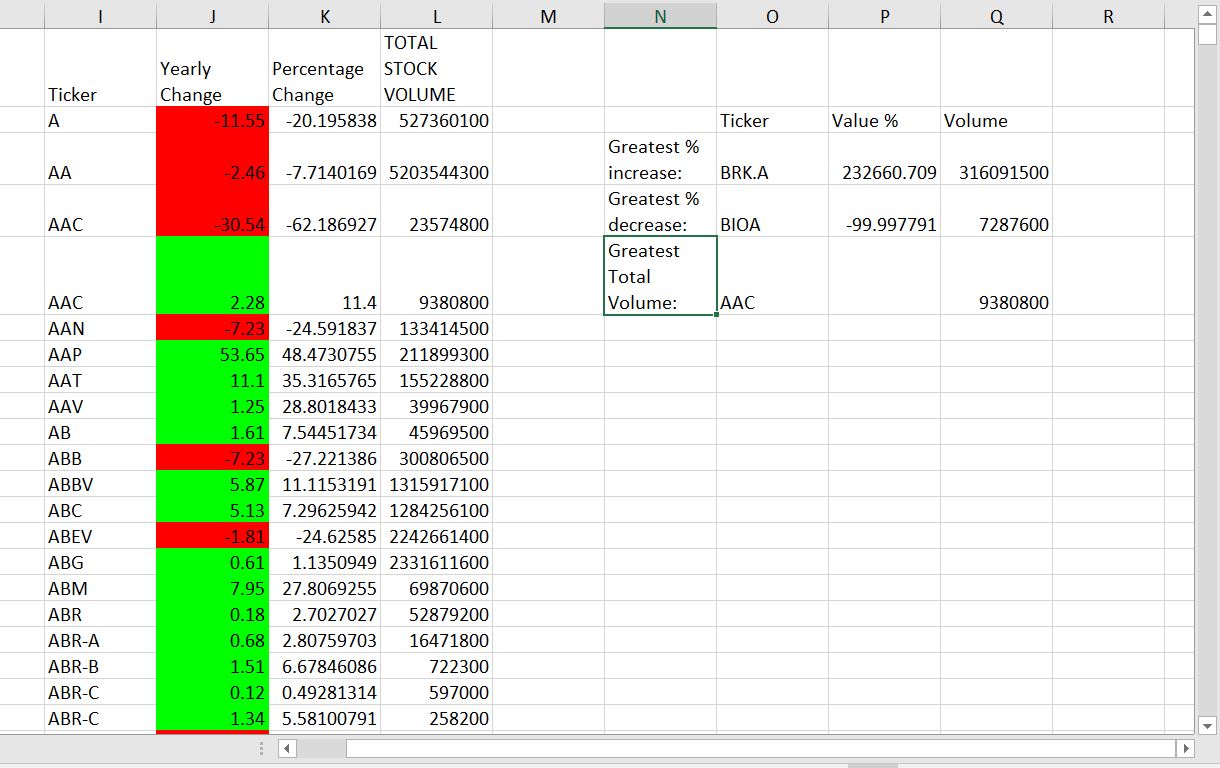 I J K L M N O P Q R
TOTAL
Yearly Percentage STOCK
Ticker Change Change VOLUME
A -11.55 -20.195838 527360100 Ticker Value % Volume
Greatest %
AA -2.46 -7.7140169 5203544300 increase: BRK.A 232660.709 316091500
Greatest %
AAC -30.54 -62.186927 23574800 decrease: BIOA -99.997791 7287600
Greatest
Total
AAC 2.28 11.4 9380800 Volume: AAC 9380800
AAN -7.23 -24.591837 133414500
AAP 53.65 48.4730755 211899300
AAT 11.1 35.3165765 155228800
AAV 1.25 28.8018433 39967900
AB 1.61 7.54451734 45969500
ABB -7.23 -27.221386 300806500
ABBV 5.87 11.1153191 1315917100
ABC 5.13 7.29625942 1284256100
ABEV -1.81 -24.62585 2242661400
ABG 0.61 1.1350949 2331611600
ABM 7.95 27.8069255 69870600
ABR 0.18 2.7027027 52879200
ABR-A 0.68 2.80759703 16471800
ABR-B 1.51 6.67846086 722300
ABR-C 0.12 0.49281314 597000
ABR-C 1.34 5.58100791 258200